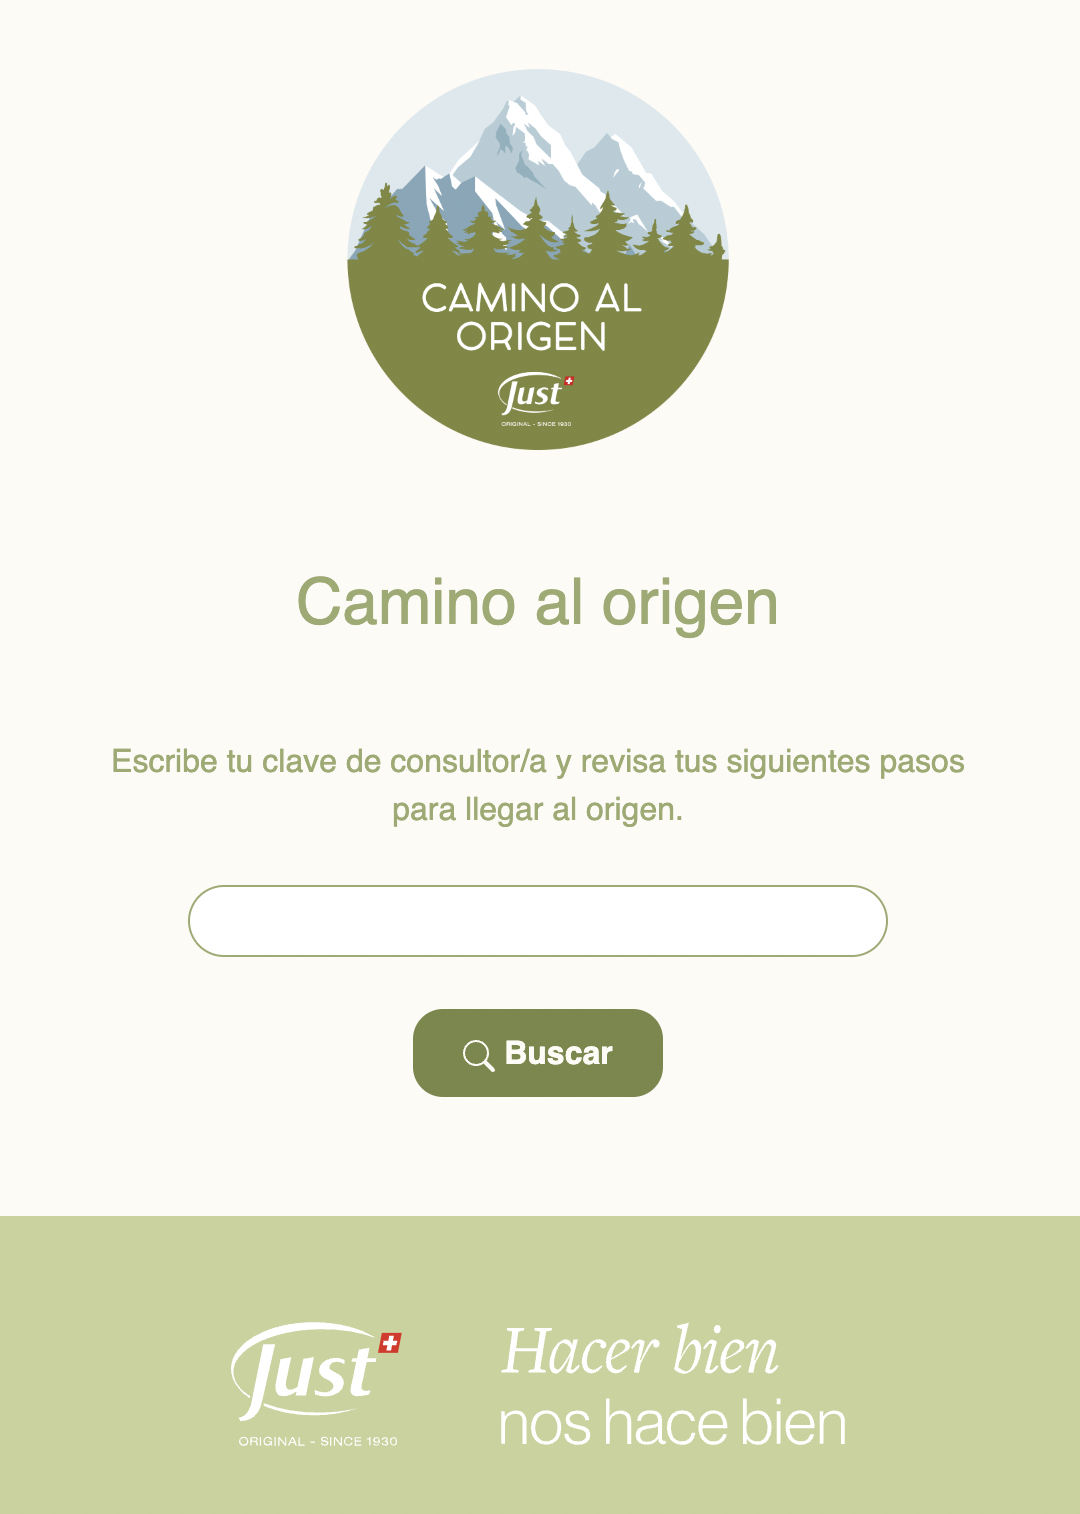 CAMINO AL
ORIGEN
Just
ORIGINAL - SINCE 1930
Camino al origen
Escribe tu clave de consultor/a y revisa tus siguientes pasos
para llegar al origen.
Buscar
Just
ORIGINAL - SINCE 1930
Hacer bien
nos hace bien